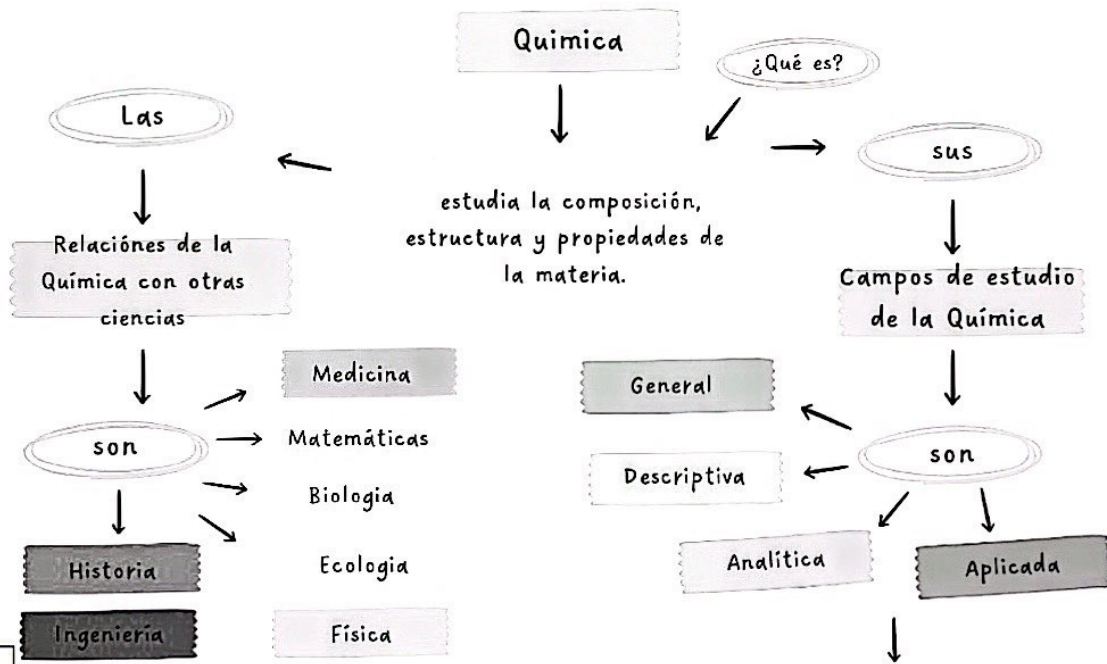 Quimica
¿Qué es?
Las
sus
estudia la composición,
estructura y propiedades de
la materia.
Relaciónes de la
Química con otras
ciencias
Campos de estudio
de la Química
Medicina
General
son
Matemáticas
son
Descriptiva
Biologia
Analítica
Aplicada
Historia
Ecologia
Ingeniería
Física